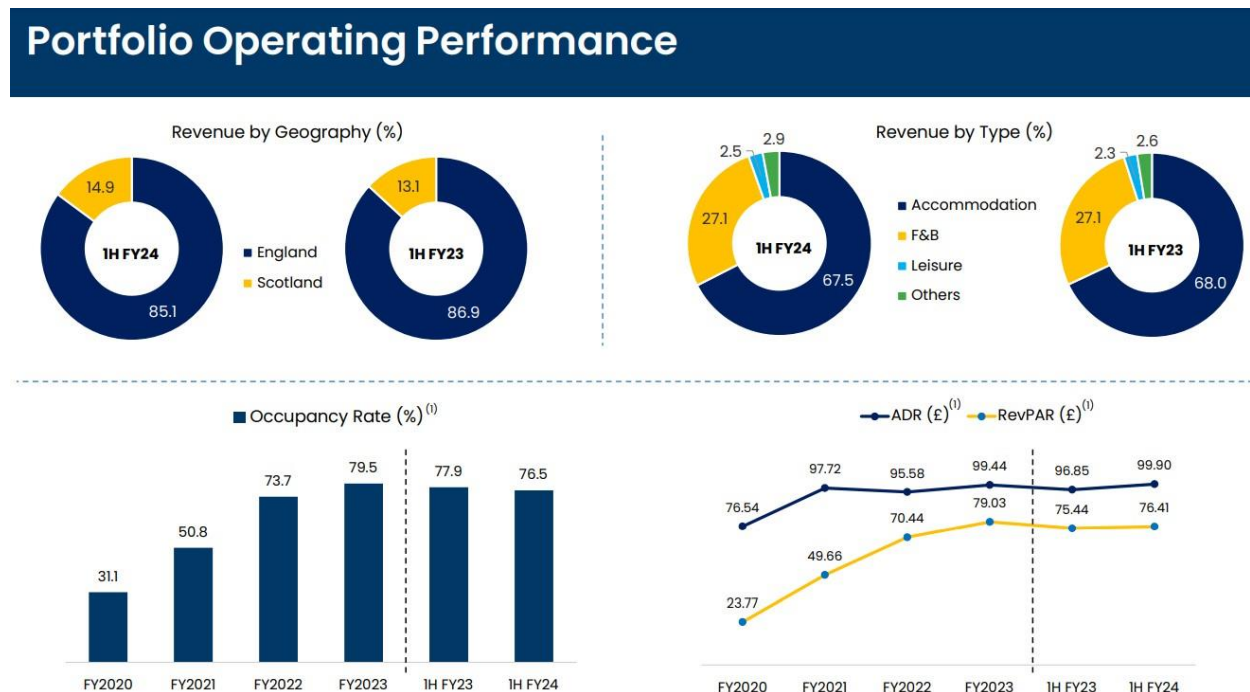 Portfolio Operating Performance
Revenue by Geography (%)
14.9
1H FY24
85.1
England
Scotland
13.1
1H FY23
86.9
Revenue by Type (%)
2.5
2.9
27.1
1H FY24
67.5
Accommodation
F&B
Leisure
Others
2.3
2.6
27.1
1H FY23
68.0
Occupancy Rate (%)(1)
31.1
50.8
73.7
79.5
77.9
76.5
FY2020 FY2021 FY2022 FY2023 1H FY23 1H FY24
ADR (£)(1) RevPAR (£)(1)
76.54 97.72 95.58 99.44 96.85 99.90
23.77 49.66 70.44 79.03 75.44 76.41
FY2020 FY2021 FY2022 FY2023 1H FY23 1H FY24